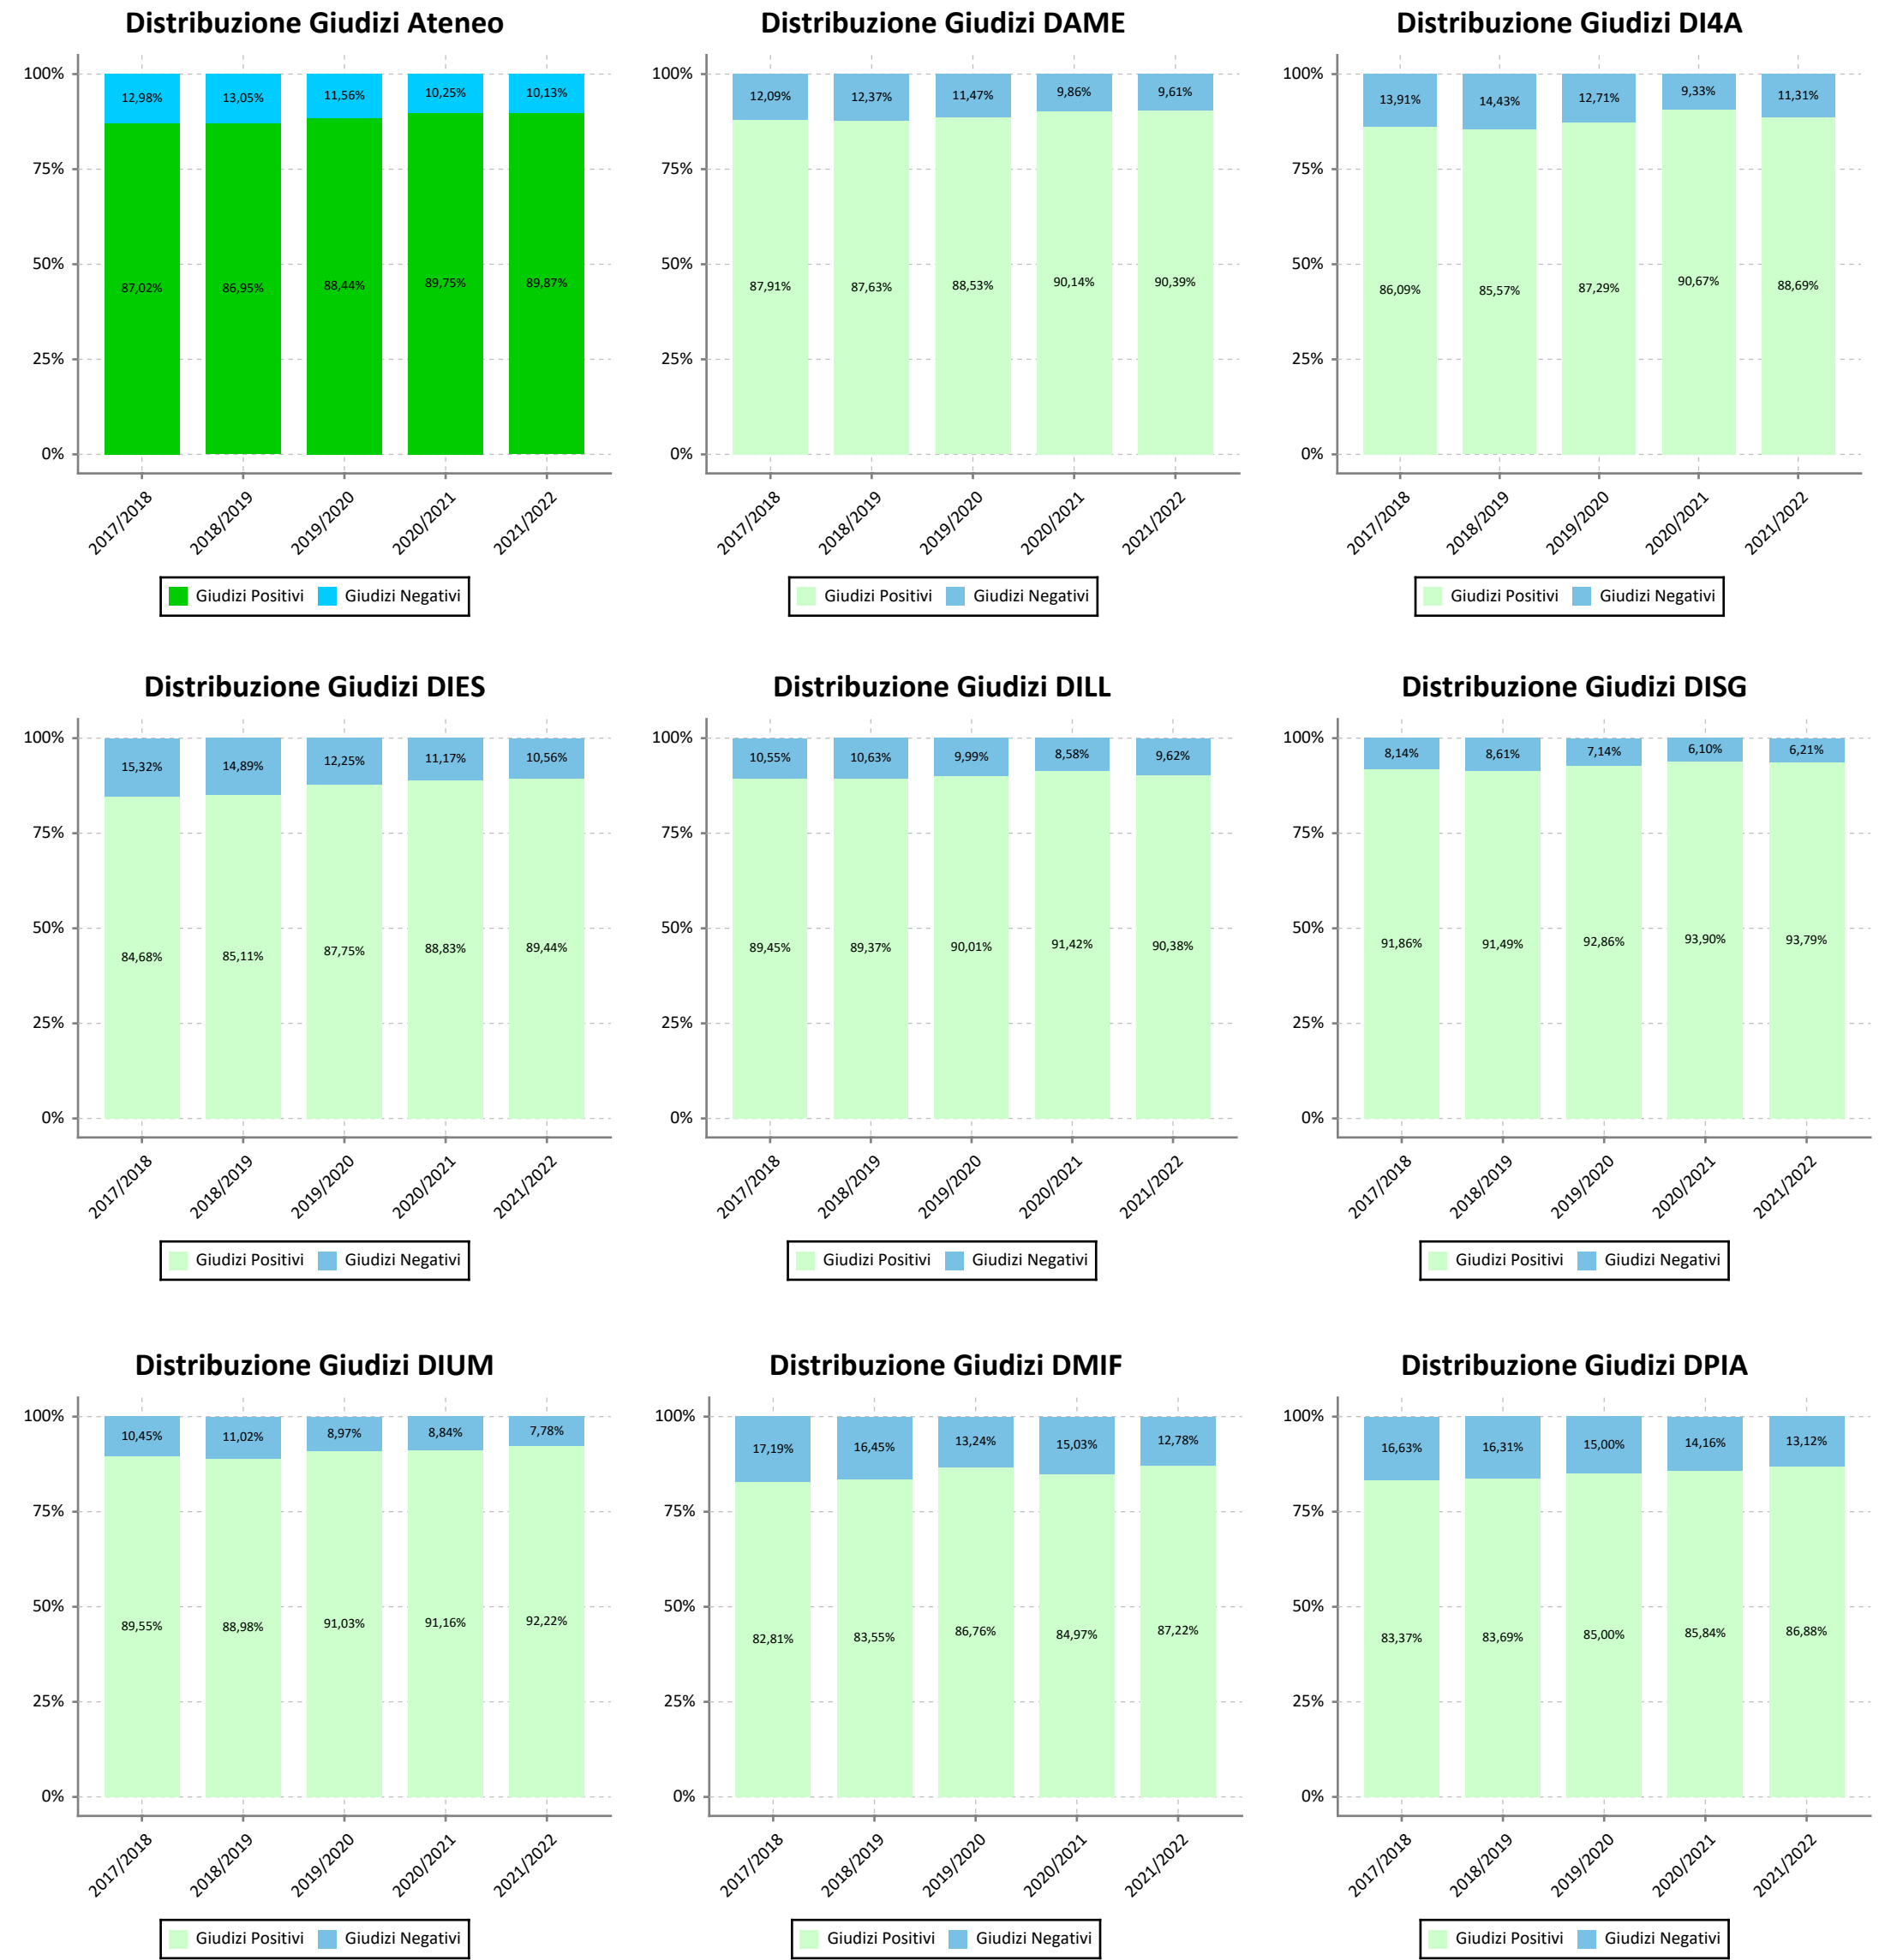 Distribuzione Giudizi Ateneo
100%
75%
50%
25%
0%
12,98% 13,05% 11,56% 10,25% 10,13%
87,02% 86,95% 88,44% 89,75% 89,87%
2017/2018 2018/2019 2019/2020 2020/2021 2021/2022
Giudizi Positivi Giudizi Negativi
Distribuzione Giudizi DAME
100%
75%
50%
25%
0%
12,09% 12,37% 11,47% 9,86% 9,61%
87,91% 87,63% 88,53% 90,14% 90,39%
2017/2018 2018/2019 2019/2020 2020/2021 2021/2022
Giudizi Positivi Giudizi Negativi
Distribuzione Giudizi DI4A
100%
75%
50%
25%
0%
13,91% 14,43% 12,71% 9,33% 11,31%
86,09% 85,57% 87,29% 90,67% 88,69%
2017/2018 2018/2019 2019/2020 2020/2021 2021/2022
Giudizi Positivi Giudizi Negativi
Distribuzione Giudizi DIES
100%
75%
50%
25%
0%
15,32% 14,89% 12,25% 11,17% 10,56%
84,68% 85,11% 87,75% 88,83% 89,44%
2017/2018 2018/2019 2019/2020 2020/2021 2021/2022
Giudizi Positivi Giudizi Negativi
Distribuzione Giudizi DILL
100%
75%
50%
25%
0%
10,55% 10,63% 9,99% 8,58% 9,62%
89,45% 89,37% 90,01% 91,42% 90,38%
2017/2018 2018/2019 2019/2020 2020/2021 2021/2022
Giudizi Positivi Giudizi Negativi
Distribuzione Giudizi DISG
100%
75%
50%
25%
0%
8,14% 8,61% 7,14% 6,10% 6,21%
91,86% 91,49% 92,86% 93,90% 93,79%
2017/2018 2018/2019 2019/2020 2020/2021 2021/2022
Giudizi Positivi Giudizi Negativi
Distribuzione Giudizi DIUM
100%
75%
50%
25%
0%
10,45% 11,02% 8,97% 8,84% 7,78%
89,55% 88,98% 91,03% 91,16% 92,22%
2017/2018 2018/2019 2019/2020 2020/2021 2021/2022
Giudizi Positivi Giudizi Negativi
Distribuzione Giudizi DMIF
100%
75%
50%
25%
0%
17,19% 16,45% 13,24% 15,03% 12,78%
82,81% 83,55% 86,76% 84,97% 87,22%
2017/2018 2018/2019 2019/2020 2020/2021 2021/2022
Giudizi Positivi Giudizi Negativi
Distribuzione Giudizi DPIA
100%
75%
50%
25%
0%
16,63% 16,31% 15,00% 14,16% 13,12%
83,37% 83,69% 85,00% 85,84% 86,88%
2017/2018 2018/2019 2019/2020 2020/2021 2021/2022
Giudizi Positivi Giudizi Negativi